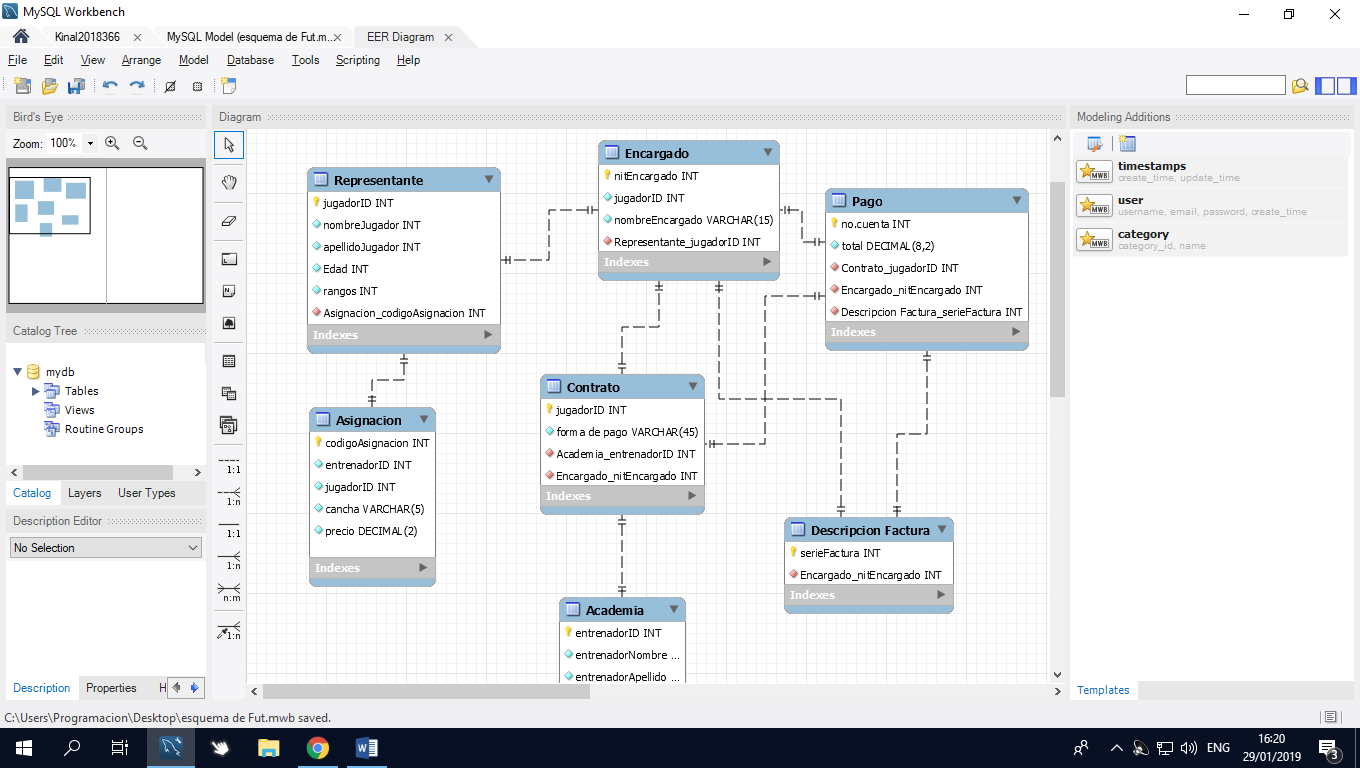 MySQL Workbench
Kinal2018366
MySQL Model (esquema de Fut.m...
EER Diagram
File Edit View Arrange Model Database Tools Scripting Help
Bird's Eye
Zoom: 100%
Catalog Tree
mydb
Tables
Views
Routine Groups
Catalog Layers User Types
Description Editor
No Selection
Description Properties H
Diagram
1:1
1:n
1:1
1:n
n:m
1:n
Representante
jugadorID INT
nombreJugador INT
apellidoJugador INT
Edad INT
rangos INT
Asignacion_codigoAsignacion INT
Indexes
Encargado
nitEncargado INT
jugadorID INT
nombreEncargado VARCHAR(15)
Representante_jugadorID INT
Indexes
Pago
no.cuenta INT
total DECIMAL(8,2)
Contrato_jugadorID INT
Encargado_nitEncargado INT
Descripcion Factura_serieFactura INT
Indexes
Asignacion
codigoAsignacion INT
entrenadorID INT
jugadorID INT
cancha VARCHAR(5)
precio DECIMAL(2)
Indexes
Contrato
jugadorID INT
forma de pago VARCHAR(45)
Academia_entrenadorID INT
Encargado_nitEncargado INT
Indexes
Descripcion Factura
serieFactura INT
Encargado_nitEncargado INT
Indexes
Academia
entrenadorID INT
entrenadorNombre ...
entrenadorApellido ...
Modeling Additions
MWB
timestamps
create_time, update_time
MWB
user
username, email, password, create_time
MWB
category
category_id, name
Templates
C:\Users\Programacion\Desktop\esquema de Fut.mwb saved.
ENG
16:20
29/01/2019
3